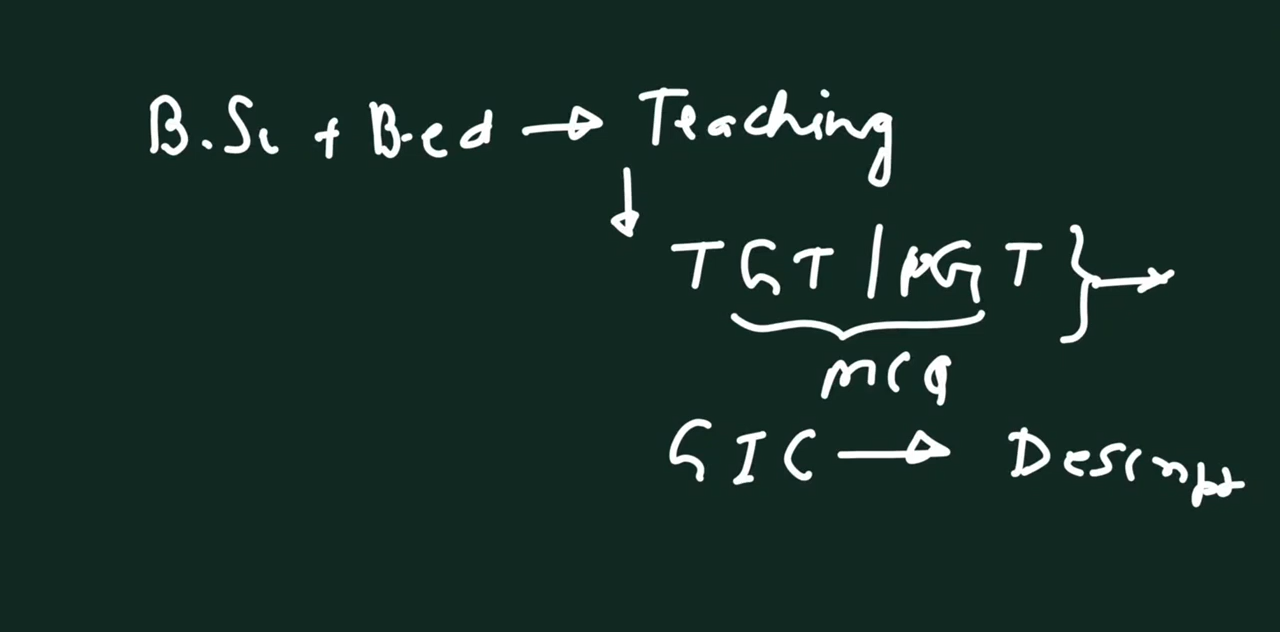 B.Sc + B.ed → Teaching
↓
TGT | PGT } →
MCQ
GIC → Descript